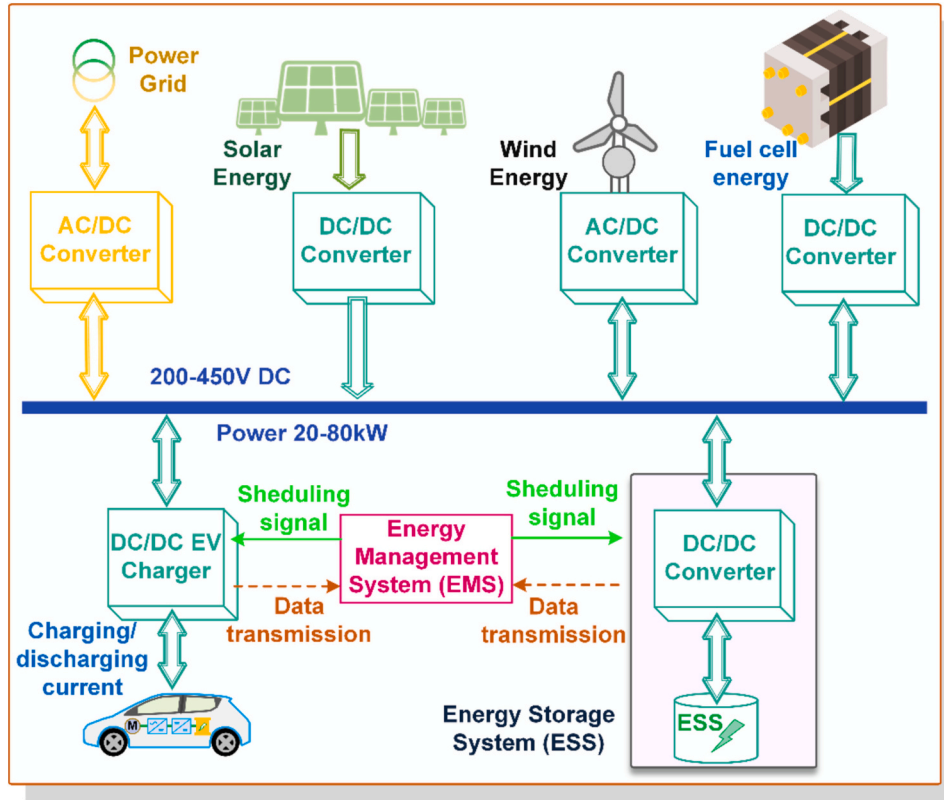 Power
Grid
Solar
Energy
Wind
Energy
Fuel cell
energy
AC/DC
Converter
DC/DC
Converter
AC/DC
Converter
DC/DC
Converter
200-450V DC
Power 20-80kW
Sheduling
signal
Sheduling
signal
DC/DC EV
Charger
Energy
Management
System (EMS)
DC/DC
Converter
Data
transmission
Data
transmission
Charging/
discharging
current
M
Energy Storage
System (ESS)
ESS